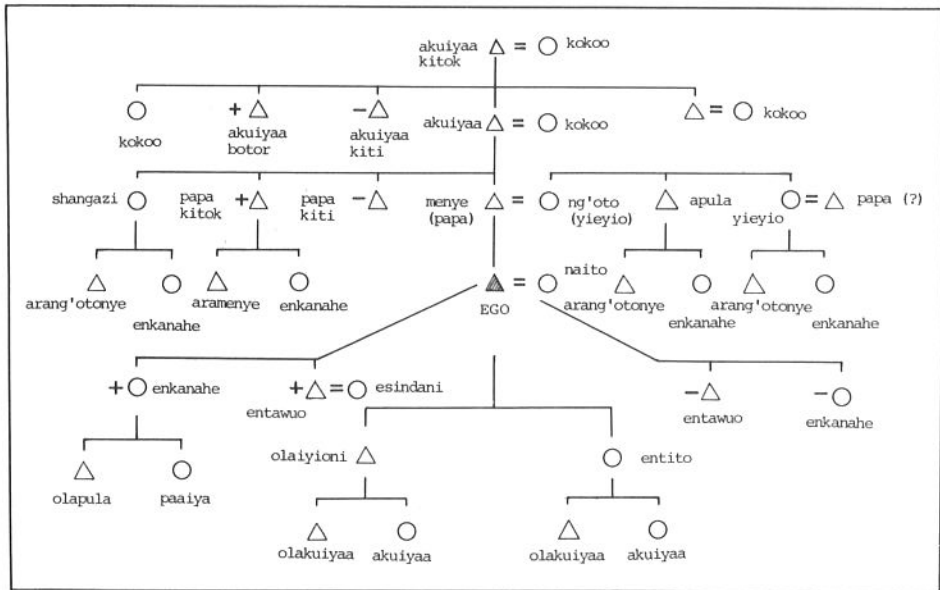 akuiyaa kokoo
kitok
kokoo akuiyaa akuiyaa akuiyaa kokoo kokoo
botor kiti
shangazi papa papa menye ng'oto apula yieyio papa (?)
kitok kiti (papa) (yieyio)
naito
arang'otonye enkanahe aramenye enkanahe EGO arang'otonye enkanahe arang'otonye enkanahe
enkanahe entawuo esindani entawuo enkanahe
olaiyioni entito
olapula paaiya
olakuiyaa akuiyaa olakuiyaa akuiyaa